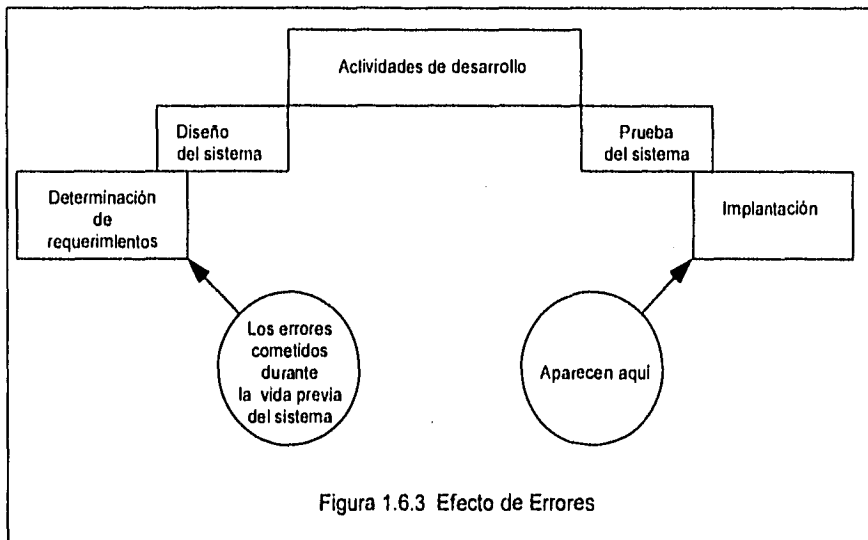 Actividades de desarrollo
Diseño
del sistema
Prueba
del sistema
Determinación
de
requerimientos
Implantación
Los errores
cometidos
durante
la vida previa
del sistema
Aparecen aquí
Figura 1.6.3 Efecto de Errores